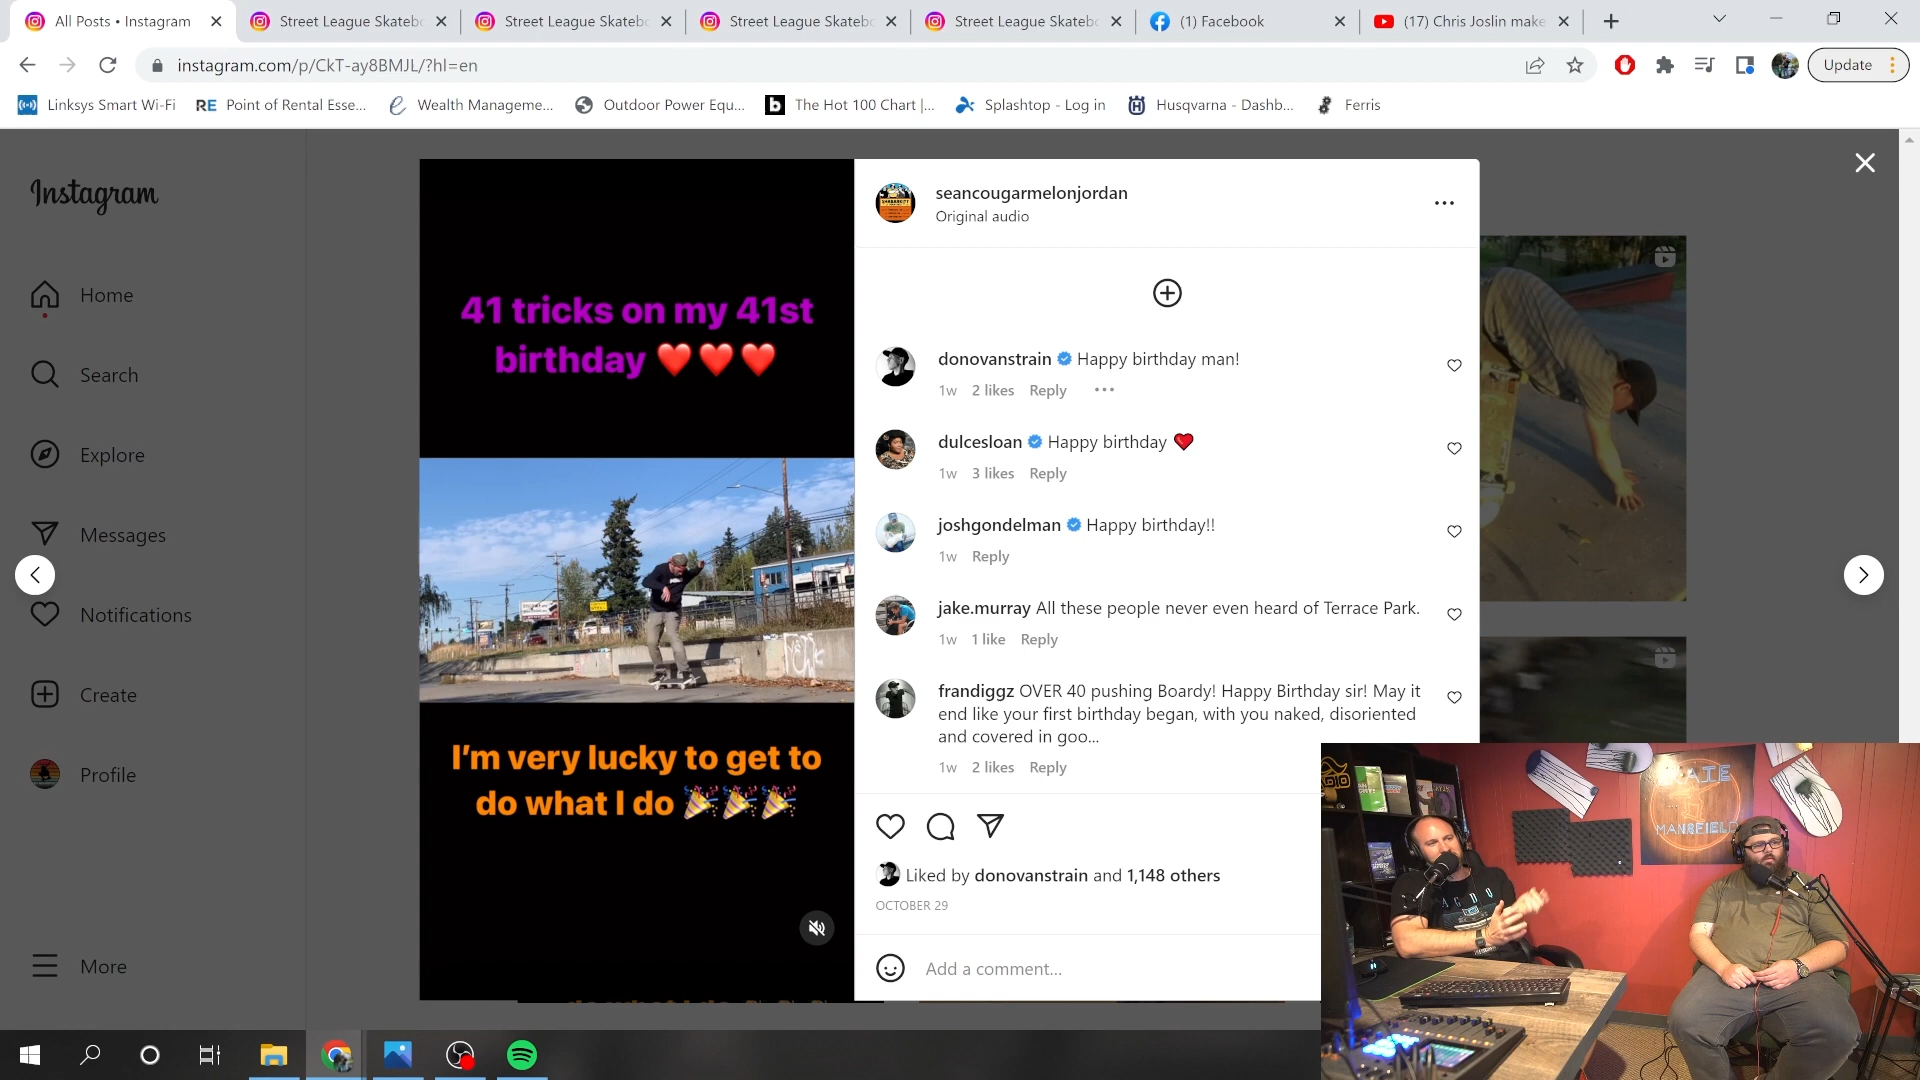 All Posts • Instagram
Street League Skatebo
Street League Skatebo
Street League Skatebo
Street League Skatebo
(1) Facebook
(17) Chris Joslin make
instagram.com/p/CkT-ay8BMJL/?hl=en
Update
Linksys Smart Wi-Fi
RE Point of Rental Esse...
Wealth Manageme...
Outdoor Power Equ...
b The Hot 100 Chart |...
Splashtop - Log in
Husqvarna - Dashb...
Ferris
Instagram
Home
Search
Explore
Messages
Notifications
Create
Profile
More
41 tricks on my 41st
birthday ❤️❤️❤️
I'm very lucky to get to
do what I do 🎉🎉🎉
seancougarmelonjordan
Original audio
donovanstrain Happy birthday man!
1w 2 likes Reply •••
dulcesloan Happy birthday ❤️
1w 3 likes Reply
joshgondelman Happy birthday!!
1w Reply
jake.murray All these people never even heard of Terrace Park.
1w 1 like Reply
frandiggz OVER 40 pushing Boardy! Happy Birthday sir! May it
end like your first birthday began, with you naked, disoriented
and covered in goo...
1w 2 likes Reply
Liked by donovanstrain and 1,148 others
OCTOBER 29
Add a comment...
SKATE
MANSFIELD